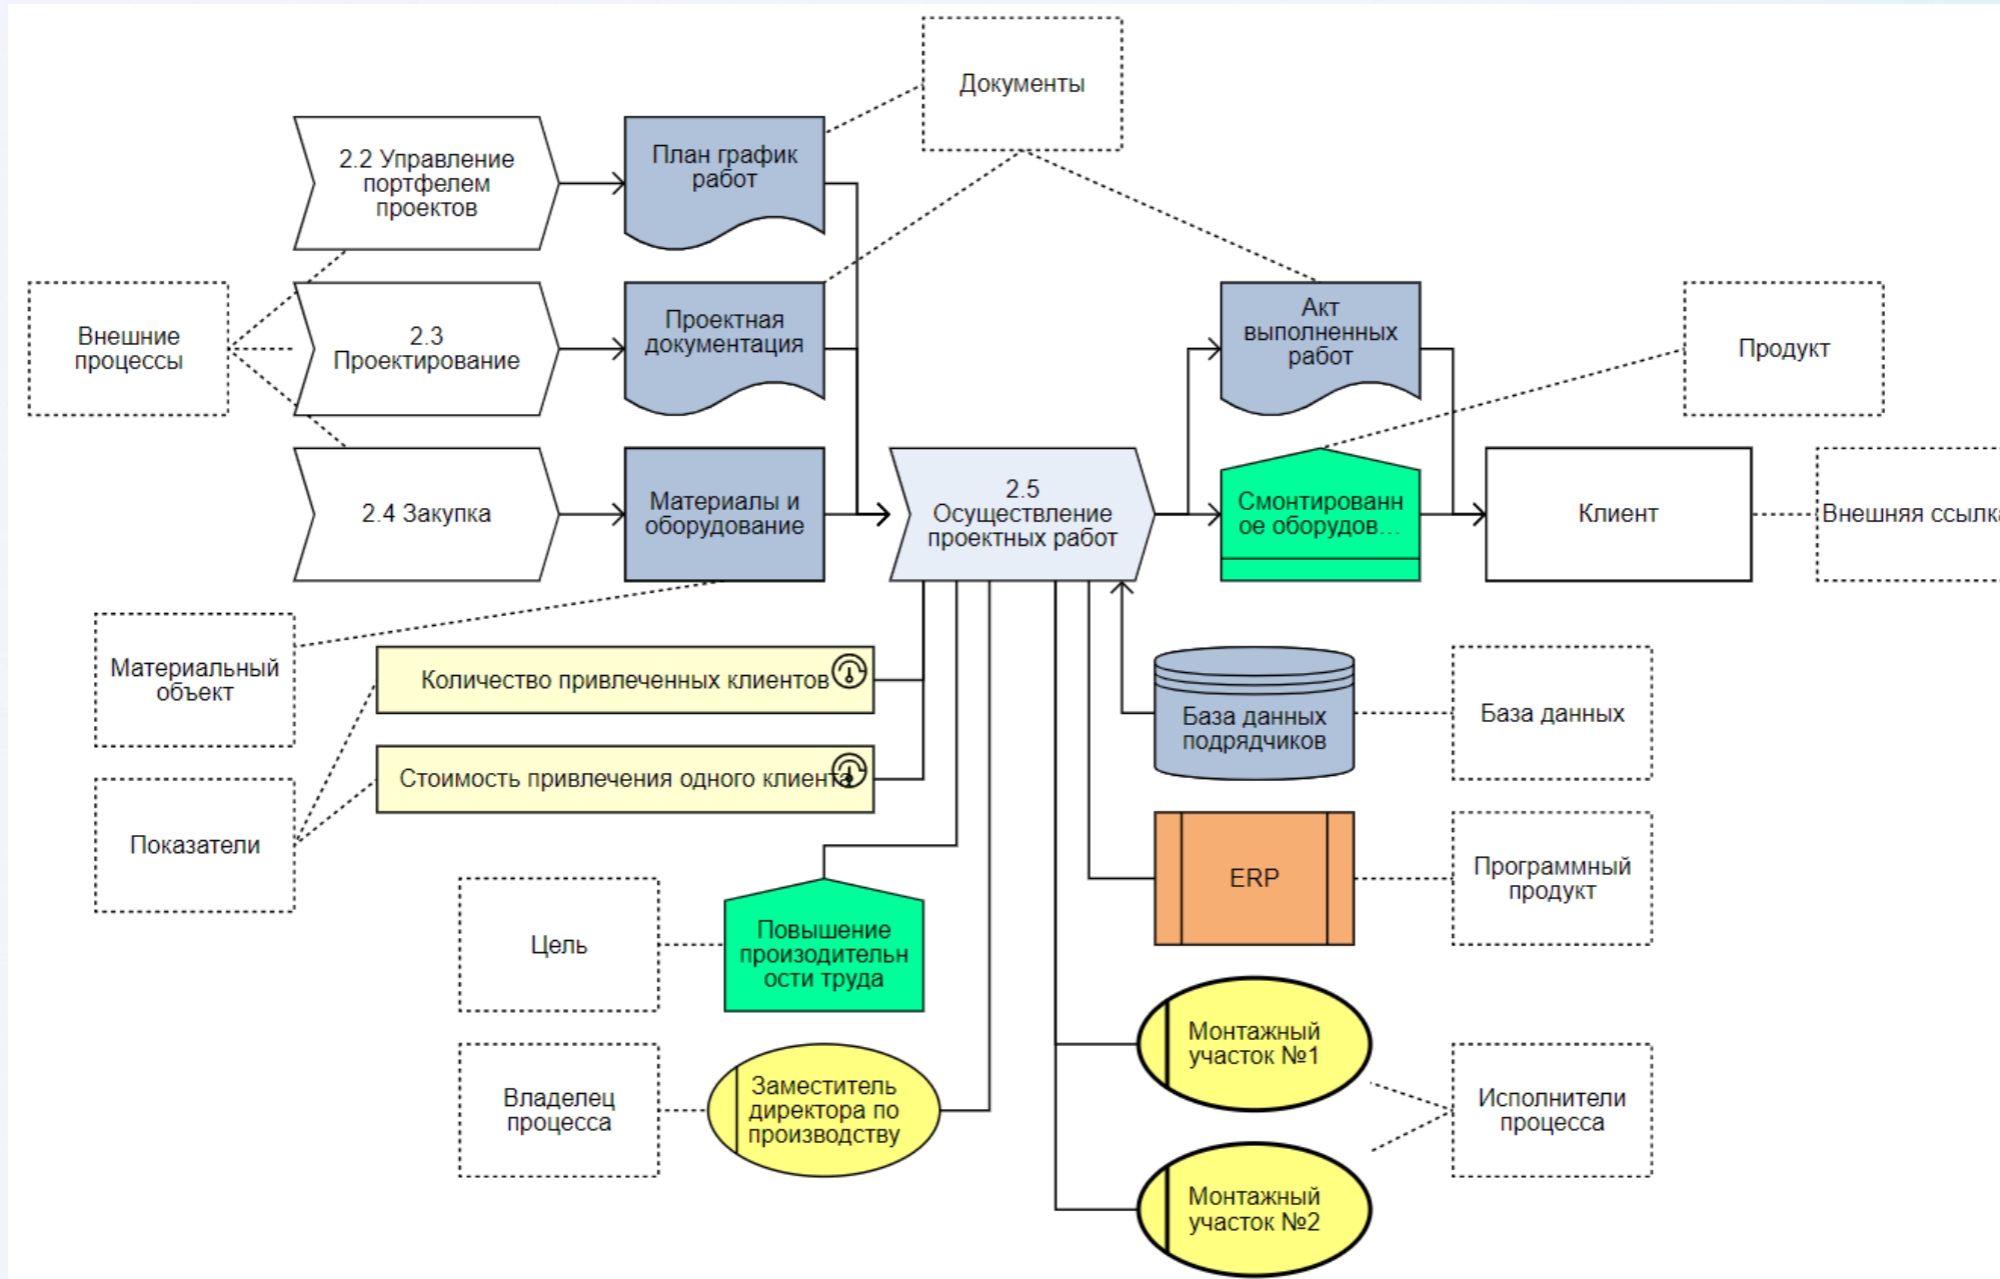 Документы
2.2 Управление
портфелем
проектов
План график
работ
Внешние
процессы
2.3
Проектирование
Проектная
документация
Акт
выполненных
работ
Продукт
2.4 Закупка
Материалы и
оборудование
2.5
Осуществление
проектных работ
Смонтированн
ое оборудов...
Клиент
Внешняя ссылка
Материальный
объект
Количество привлеченных клиентов
База данных
подрядчиков
База данных
Стоимость привлечения одного клиента
Показатели
ERP
Программный
продукт
Цель
Повышение
произодительн
ости труда
Монтажный
участок №1
Владелец
процесса
Заместитель
директора по
производству
Исполнители
процесса
Монтажный
участок №2